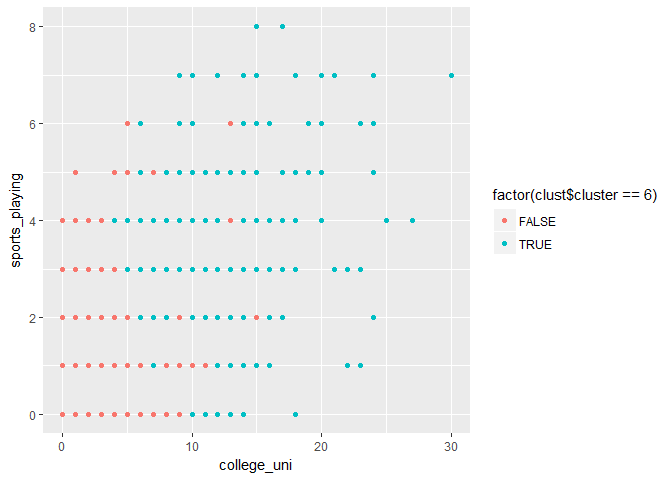 8
6
4
2
0
sports_playing
0
10
20
30
college_uni
factor(clust$cluster == 6)
FALSE
TRUE